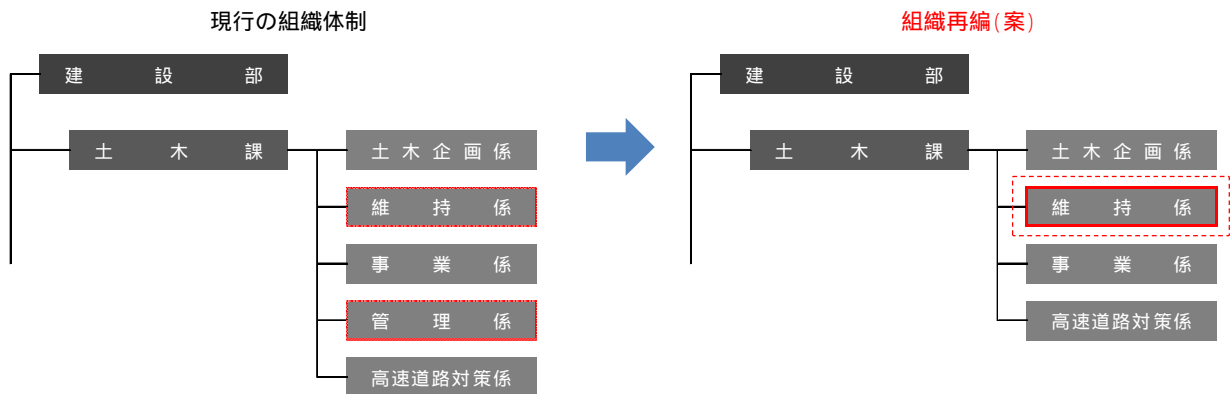 現行の組織体制
建設部
土木課
土木企画係
維持係
事業係
管理係
高速道路対策係
組織再編(案)
建設部
土木課
土木企画係
維持係
事業係
高速道路対策係